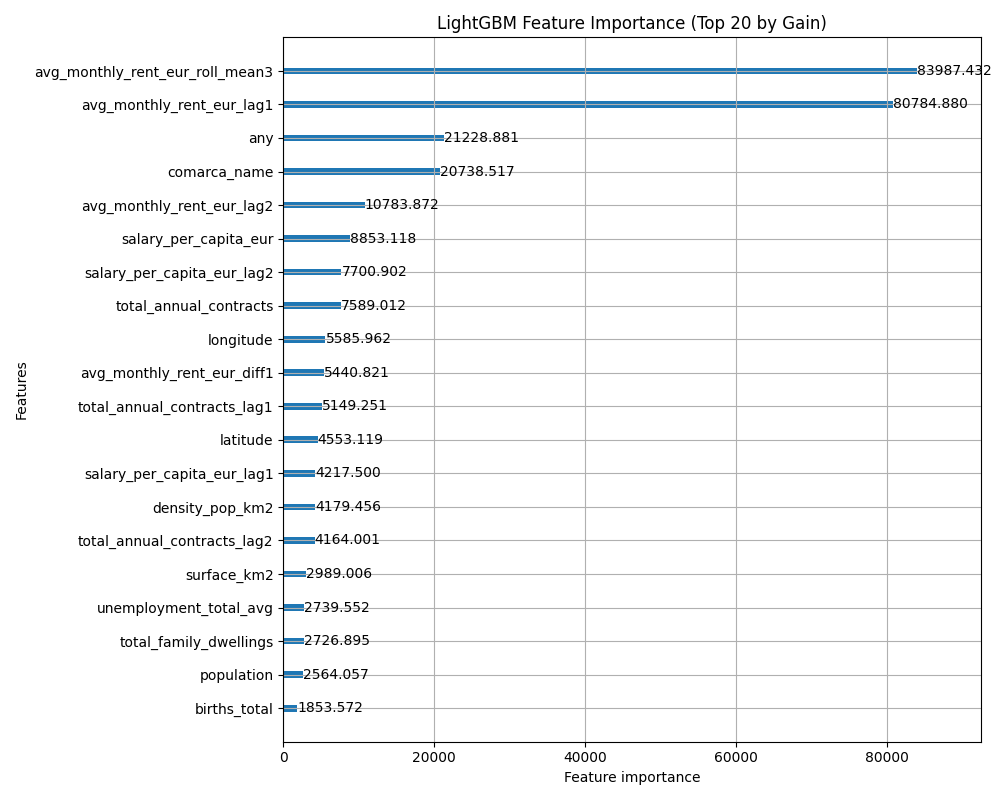 LightGBM Feature Importance (Top 20 by Gain)
avg_monthly_rent_eur_roll_mean3 83987.432
avg_monthly_rent_eur_lag1 80784.880
any 21228.881
comarca_name 20738.517
avg_monthly_rent_eur_lag2 10783.872
salary_per_capita_eur 8853.118
salary_per_capita_eur_lag2 7700.902
total_annual_contracts 7589.012
longitude 5585.962
avg_monthly_rent_eur_diff1 5440.821
total_annual_contracts_lag1 5149.251
latitude 4553.119
salary_per_capita_eur_lag1 4217.500
density_pop_km2 4179.456
total_annual_contracts_lag2 4164.001
surface_km2 2989.006
unemployment_total_avg 2739.552
total_family_dwellings 2726.895
population 2564.057
births_total 1853.572
Features
0 20000 40000 60000 80000
Feature importance